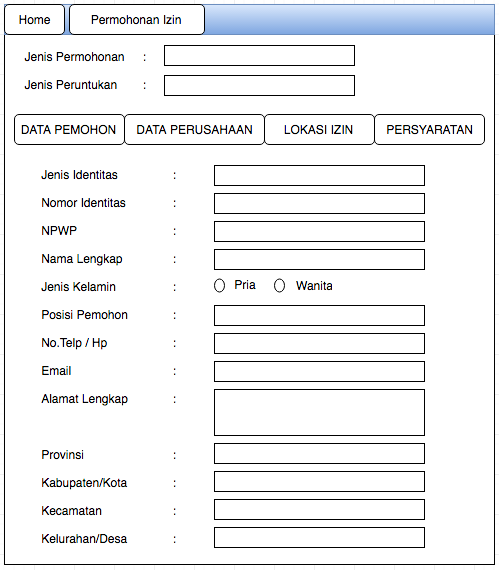 Home Permohonan Izin
Jenis Permohonan :
Jenis Peruntukan :
DATA PEMOHON DATA PERUSAHAAN LOKASI IZIN PERSYARATAN
Jenis Identitas :
Nomor Identitas :
NPWP :
Nama Lengkap :
Jenis Kelamin : Pria Wanita
Posisi Pemohon :
No.Telp / Hp :
Email :
Alamat Lengkap :
Provinsi :
Kabupaten/Kota :
Kecamatan :
Kelurahan/Desa :